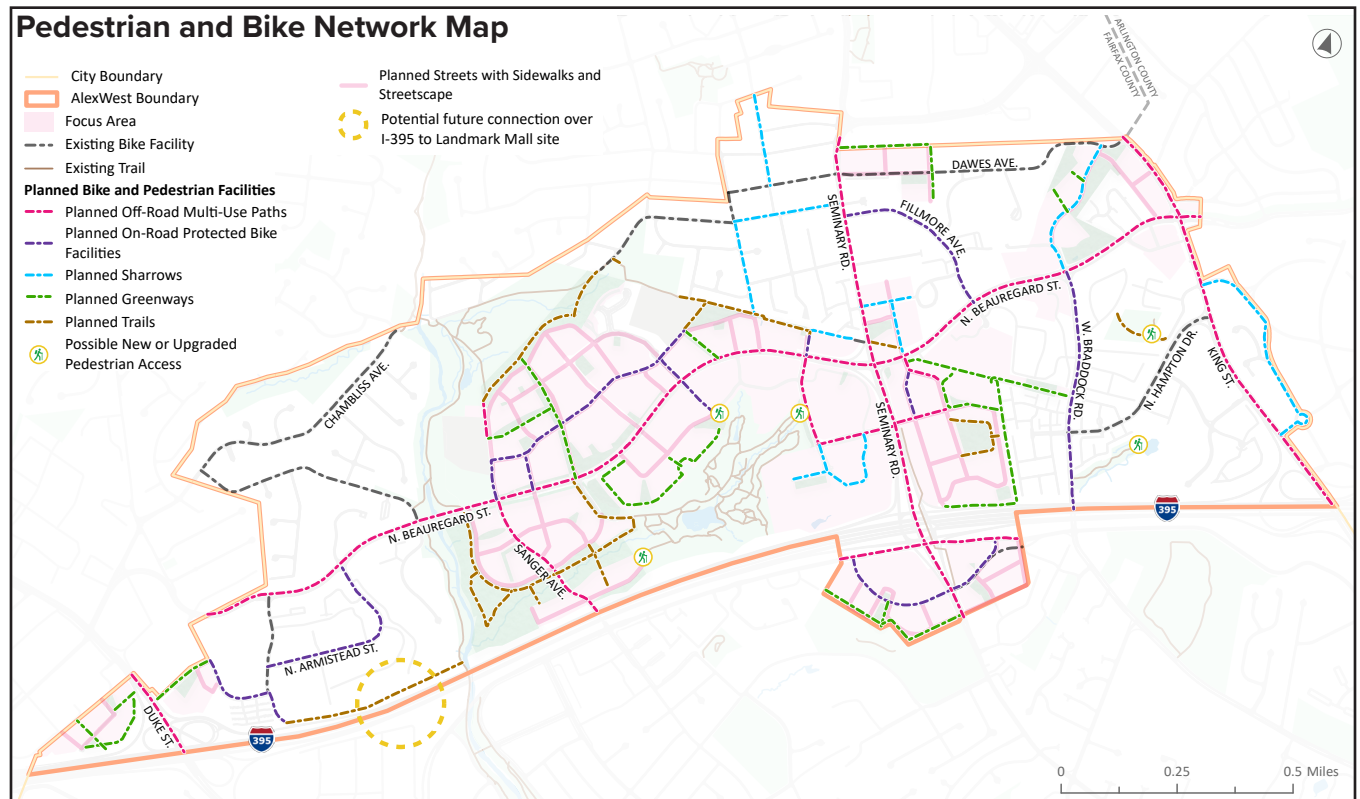 Pedestrian and Bike Network Map
City Boundary
AlexWest Boundary
Focus Area
Existing Bike Facility
Existing Trail
Planned Bike and Pedestrian Facilities
Planned Off-Road Multi-Use Paths
Planned On-Road Protected Bike
Facilities
Planned Sharrows
Planned Greenways
Planned Trails
Possible New or Upgraded
Pedestrian Access
Planned Streets with Sidewalks and
Streetscape
Potential future connection over
I-395 to Landmark Mall site
ARLINGTON COUNTY
FAIRFAX COUNTY
DAWES AVE.
SEMINARY RD.
FILLMORE AVE.
N. BEAUREGARD ST.
W. BRADDOCK RD.
N. HAMPTON DR.
KING ST.
CHAMBLISS AVE.
SEMINARY RD.
N. BEAUREGARD ST.
SANGER AVE.
395
N. ARMISTEAD ST.
DUKE ST.
395
0 0.25 0.5 Miles